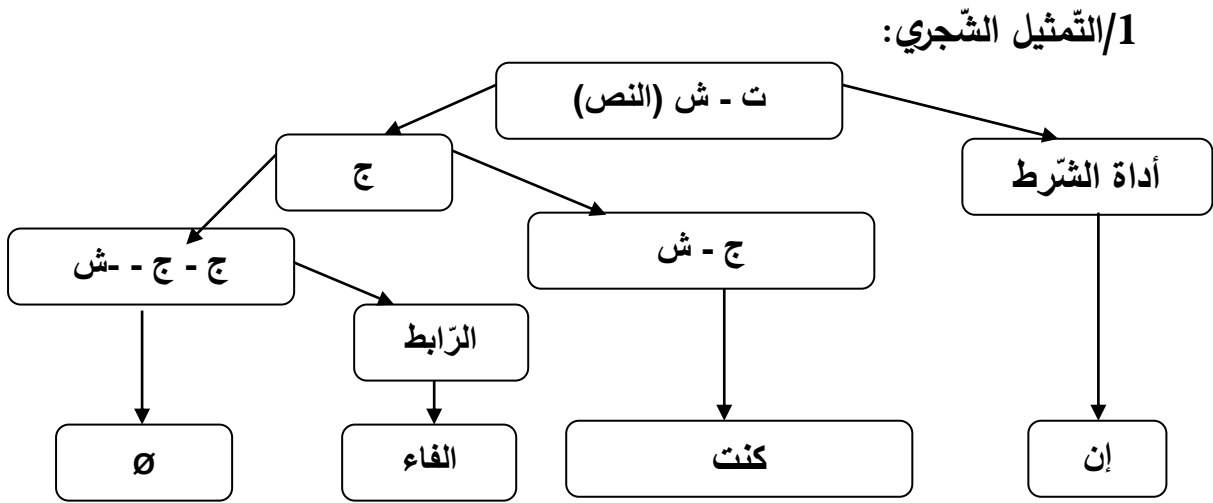 1/التّمثيل الشّجري:
ت - ش (النص)
أداة الشّرط
ج
ج - ش
ج - ج - -ش
الرّابط
إن
كنت
الفاء
Ø